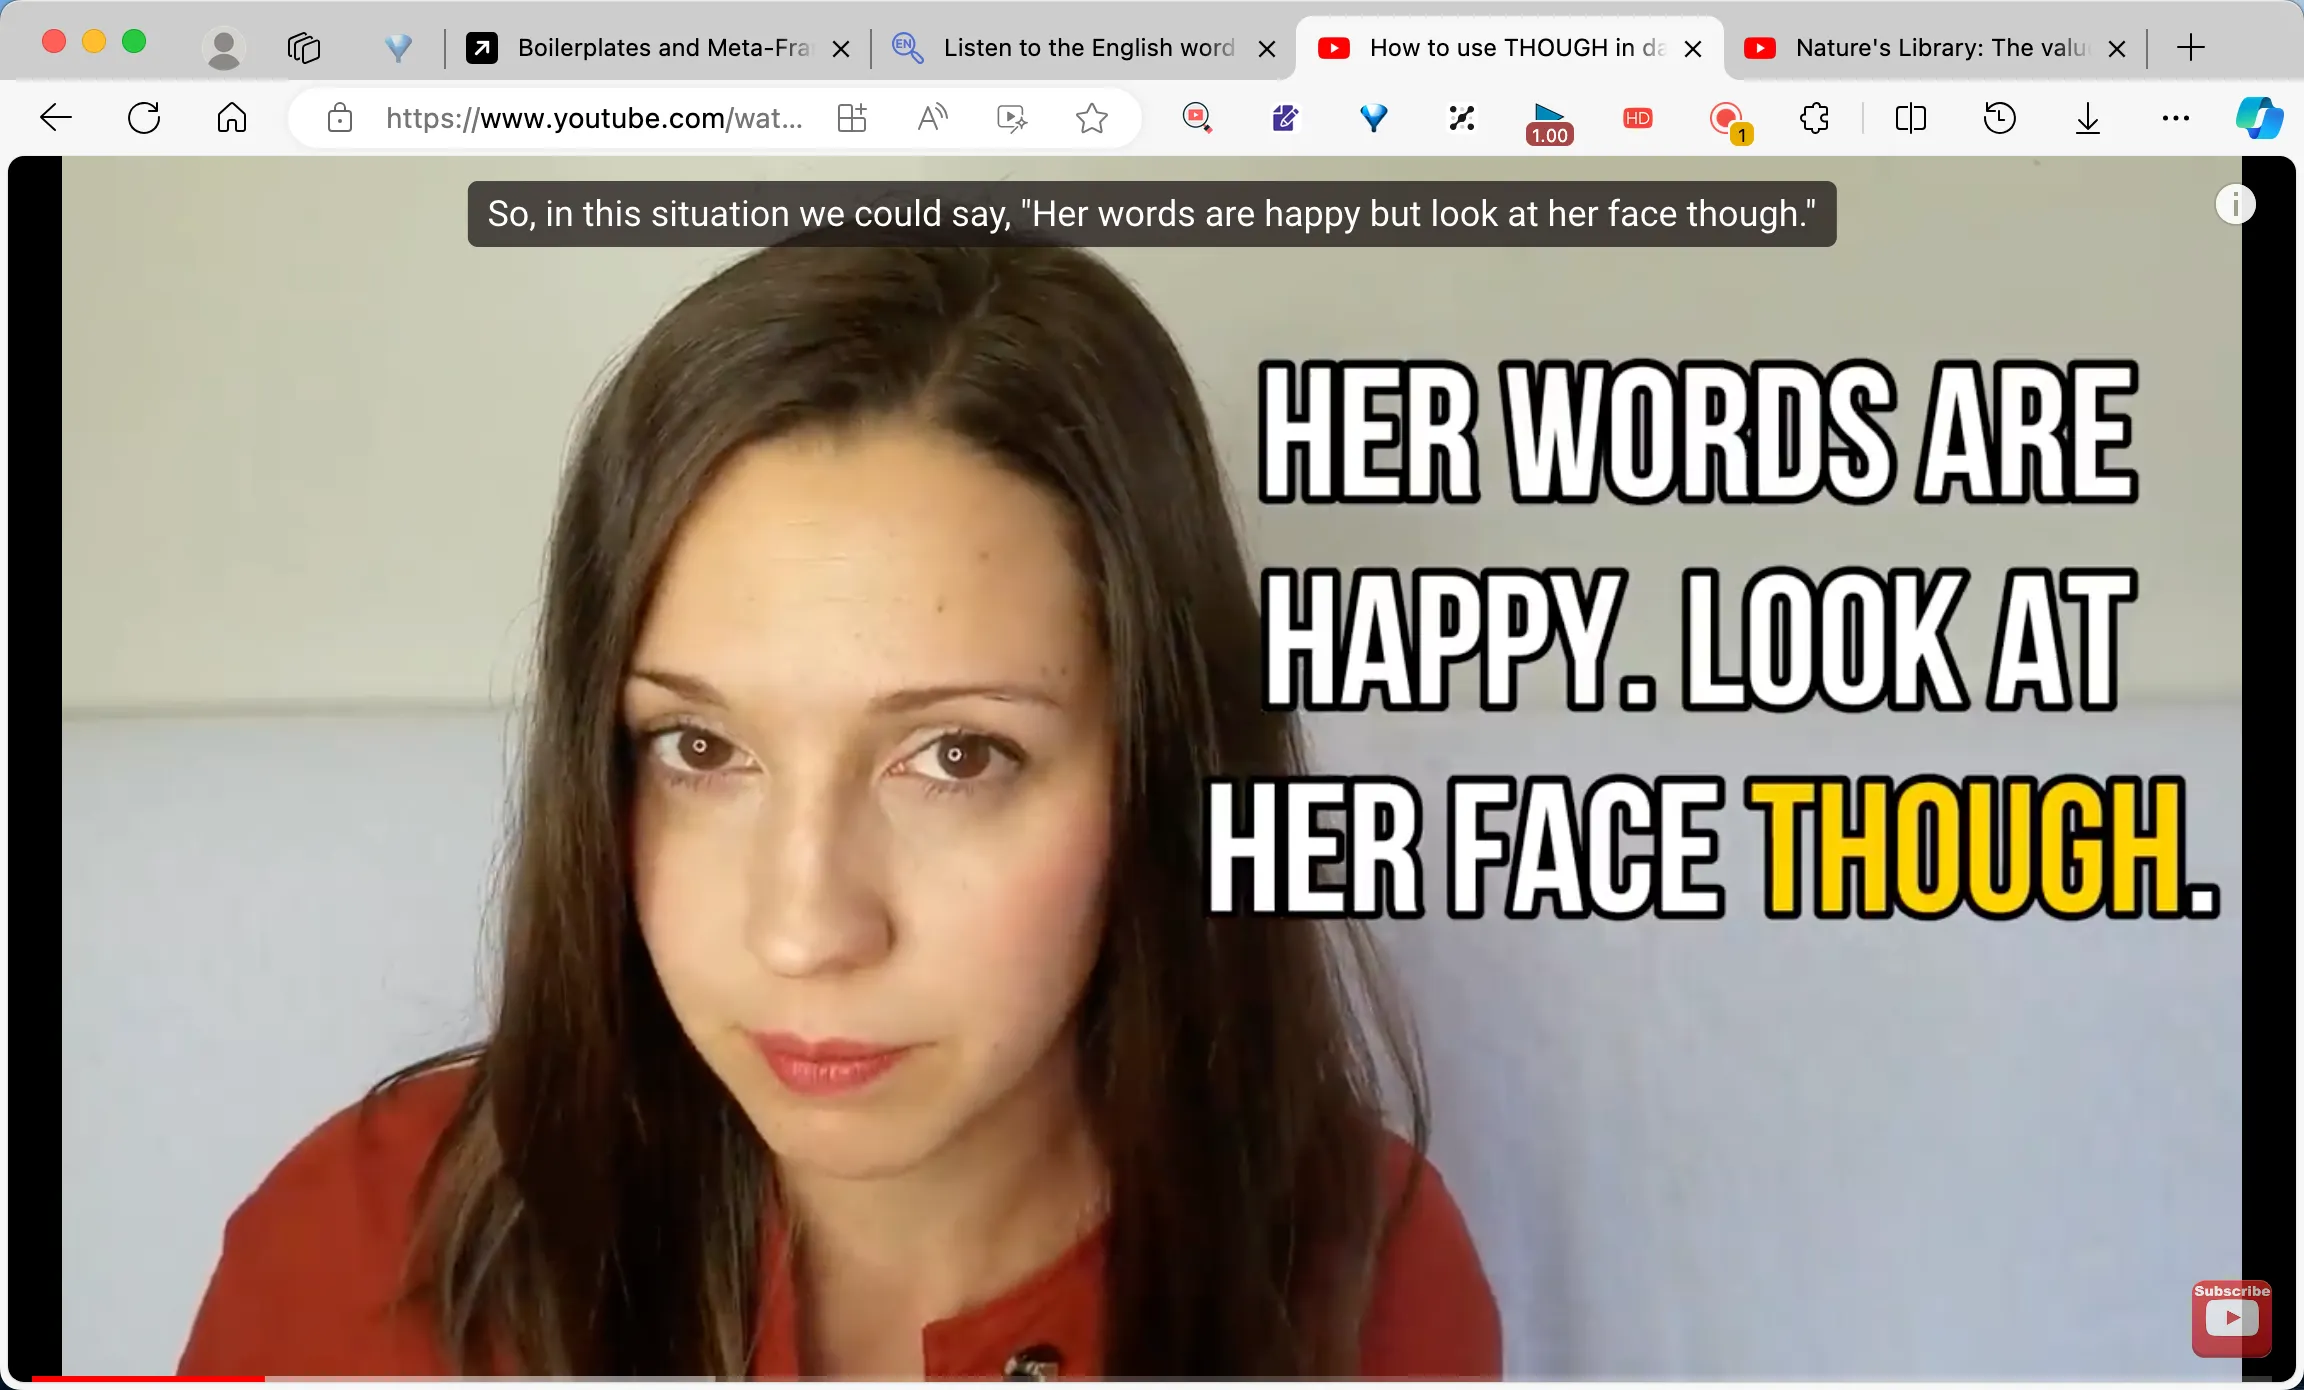 Boilerplates and Meta-Fra
EN
Listen to the English word
How to use THOUGH in da
Nature's Library: The valu
https://www.youtube.com/wat...
A
1.00
HD
1
So, in this situation we could say, "Her words are happy but look at her face though."
i
HER WORDS ARE
HAPPY. LOOK AT
HER FACE THOUGH.
Subscribe